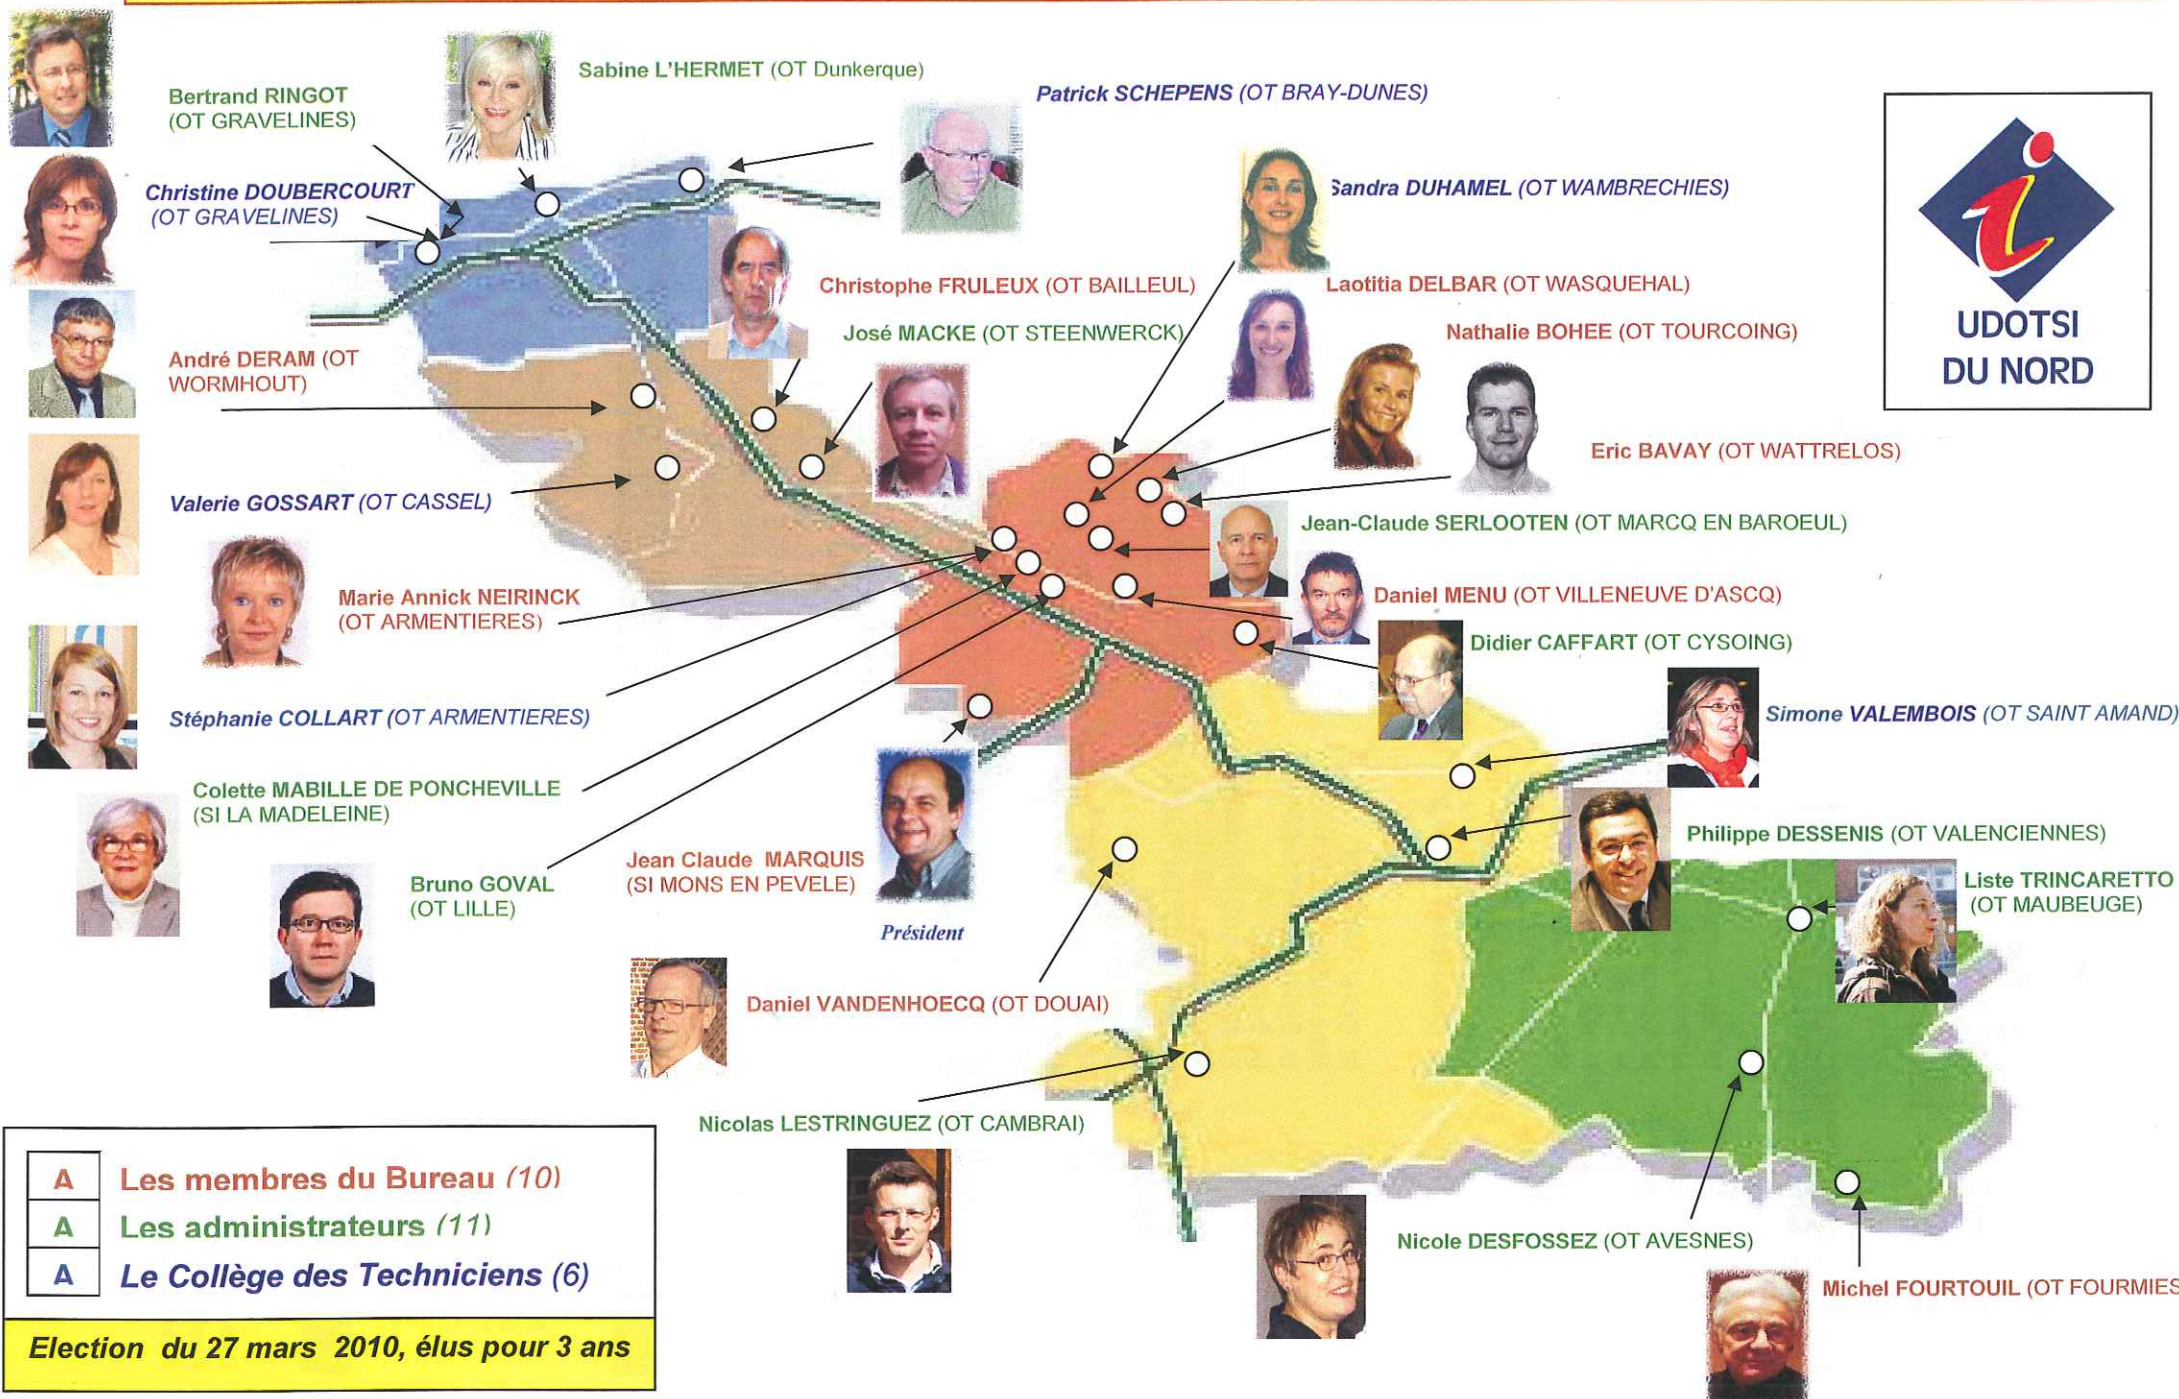 Bertrand RINGOT
(OT GRAVELINES)
Sabine L'HERMET (OT Dunkerque)
Patrick SCHEPENS (OT BRAY-DUNES)
Christine DOUBERCOURT
(OT GRAVELINES)
Sandra DUHAMEL (OT WAMBRECHIES)
Christophe FRULEUX (OT BAILLEUL)
Laotitia DELBAR (OT WASQUEHAL)
José MACKE (OT STEENWERCK)
Nathalie BOHEE (OT TOURCOING)
UDOTSI
DU NORD
André DERAM (OT
WORMHOUT)
Eric BAVAY (OT WATTRELOS)
Valerie GOSSART (OT CASSEL)
Jean-Claude SERLOOTEN (OT MARCQ EN BAROEUL)
Marie Annick NEIRINCK
(OT ARMENTIERES)
Daniel MENU (OT VILLENEUVE D'ASCQ)
Didier CAFFART (OT CYSOING)
Stéphanie COLLART (OT ARMENTIERES)
Simone VALEMBOIS (OT SAINT AMAND)
Colette MABILLE DE PONCHEVILLE
(SI LA MADELEINE)
Philippe DESSENIS (OT VALENCIENNES)
Jean Claude MARQUIS
(SI MONS EN PEVELE)
Bruno GOVAL
(OT LILLE)
Liste TRINCARETTO
(OT MAUBEUGE)
Président
Daniel VANDENHOECQ (OT DOUAI)
Nicolas LESTRINGUEZ (OT CAMBRAI)
A Les membres du Bureau (10)
A Les administrateurs (11)
A Le Collège des Techniciens (6)
Election du 27 mars 2010, élus pour 3 ans
Nicole DESFOSSEZ (OT AVESNES)
Michel FOURTOUIL (OT FOURMIES